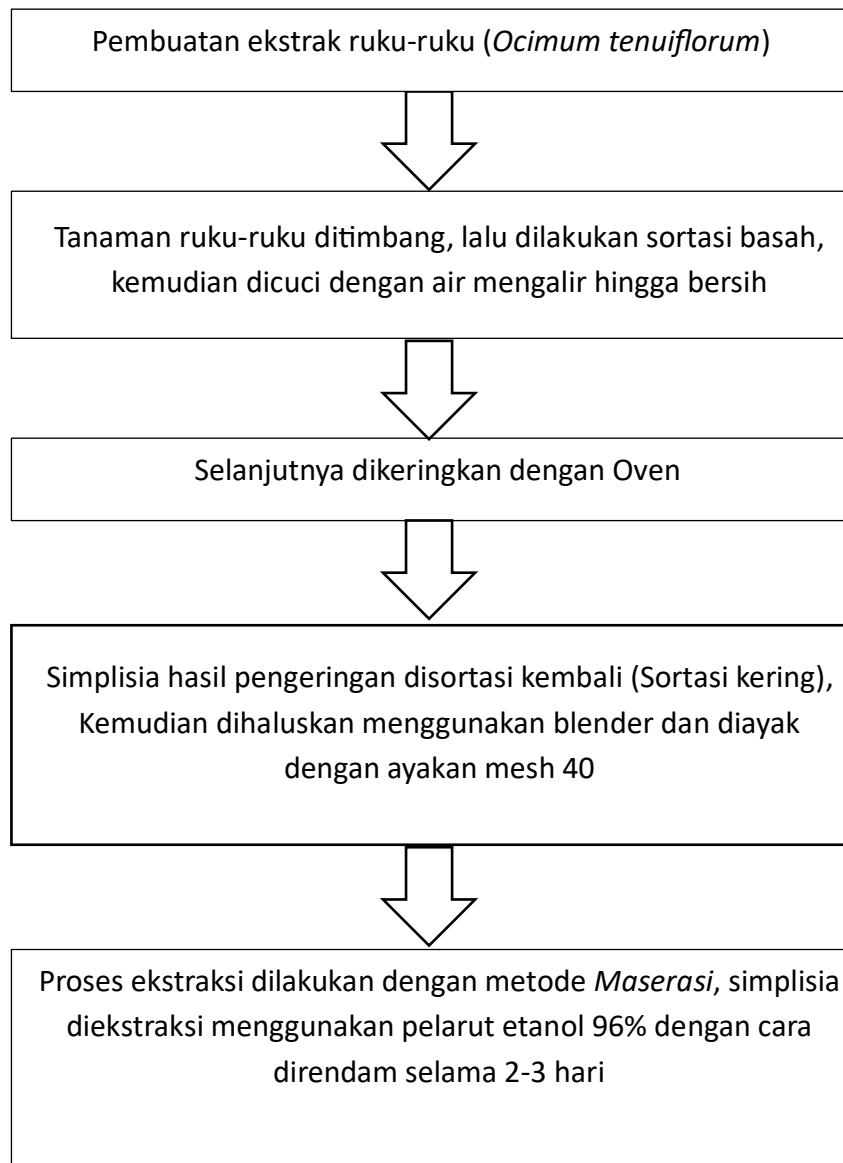 Pembuatan ekstrak ruku-ruku (Ocimum tenuiflorum)
Tanaman ruku-ruku ditimbang, lalu dilakukan sortasi basah,
kemudian dicuci dengan air mengalir hingga bersih
Selanjutnya dikeringkan dengan Oven
Simplisia hasil pengeringan disortasi kembali (Sortasi kering),
Kemudian dihaluskan menggunakan blender dan diayak
dengan ayakan mesh 40
Proses ekstraksi dilakukan dengan metode Maserasi, simplisia
diekstraksi menggunakan pelarut etanol 96% dengan cara
direndam selama 2-3 hari